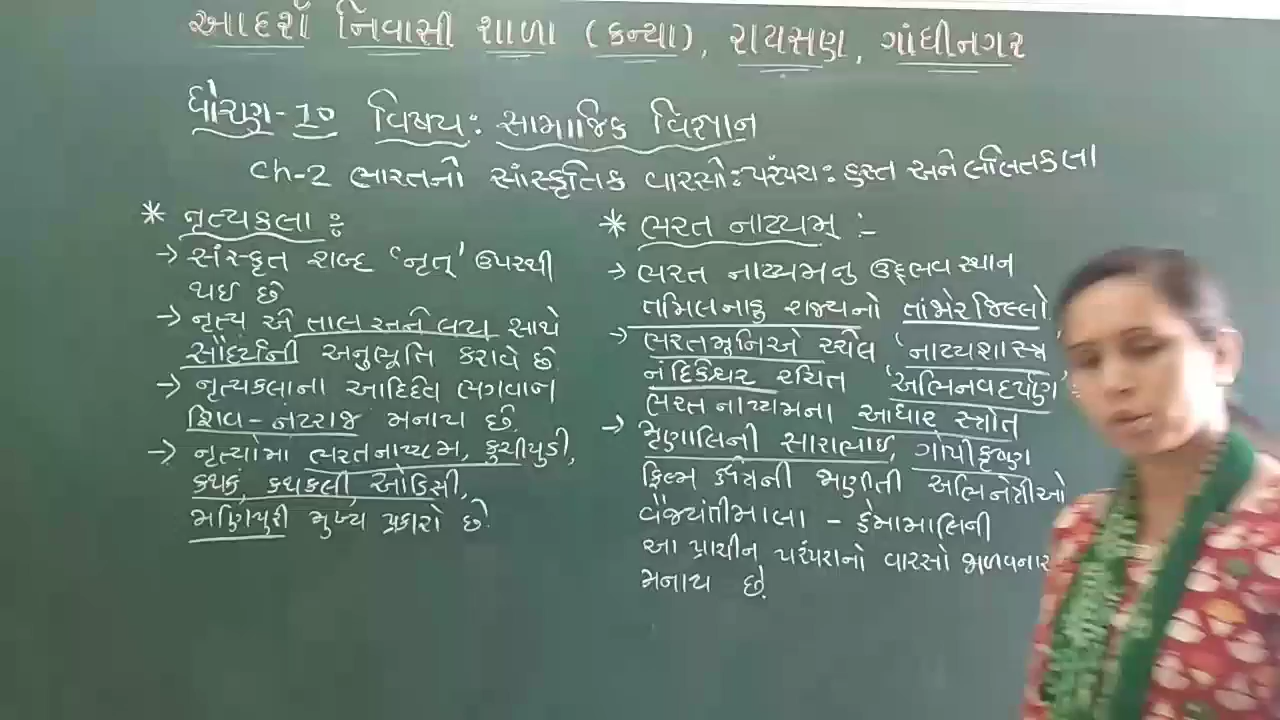 આદર્શ નિવાસી શાળા (કન્યા), રાયસણ, ગાંધીનગર
ધોરણ-10 વિષય: સામાજિક વિજ્ઞાન
ch-2 ભારતનો સાંસ્કૃતિક વારસો: પરંપરા: હસ્ત અને લલિતકલા
* નૃત્યકલા :
→ સંસ્કૃત શબ્દ 'નૃત્' ઉપરથી
થઇ છે
→ નૃત્ય એ તાલ અને લય સાથે
સૌંદર્યની અનુભૂતિ કરાવે છે.
→ નૃત્યકલાના આદિદેવ ભગવાન
શિવ - નટરાજ મનાય છે.
→ નૃત્યોમાં ભરતનાટ્યમ, કુચીપુડી,
કથક, કથકલી, ઓડિસી,
મણિપુરી મુખ્ય પ્રકારો છે.
* ભરત નાટ્યમ્ :-
→ ભરત નાટ્યમનુ ઉદ્ભવ સ્થાન
તમિલનાડુ રાજ્યનો તાંજોર જિલ્લો
→ ભરતમૂનિએ રચેલ 'નાટ્યશાસ્ત્ર
નંદિકેશ્વર રચિત 'અભિનવદર્પણ'
ભરત નાટ્યમના આધાર સ્ત્રોત
→ મૃણાલિની સારાભાઇ, ગોપીકૃષ્ણ
ફિલ્મ ક્ષેત્રની જાણીતી અભિનેત્રીઓ
વૈજયંતીમાલા - હેમામાલિની
આ પ્રાચીન પરંપરાનો વારસો જાળવનાર
મનાય છે.